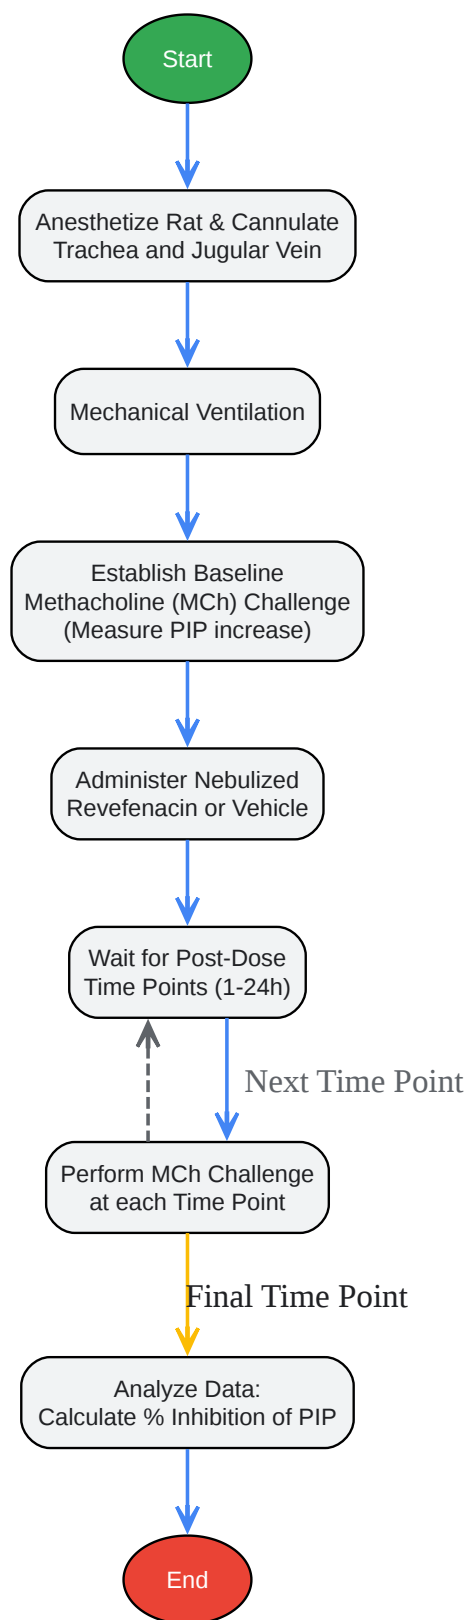 Start
Anesthetize Rat & Cannulate
Trachea and Jugular Vein
Mechanical Ventilation
Establish Baseline
Methacholine (MCh) Challenge
(Measure PIP increase)
Administer Nebulized
Revefenacin or Vehicle
Wait for Post-Dose
Time Points (1-24h)
Next Time Point
Perform MCh Challenge
at each Time Point
Final Time Point
Analyze Data:
Calculate % Inhibition of PIP
End